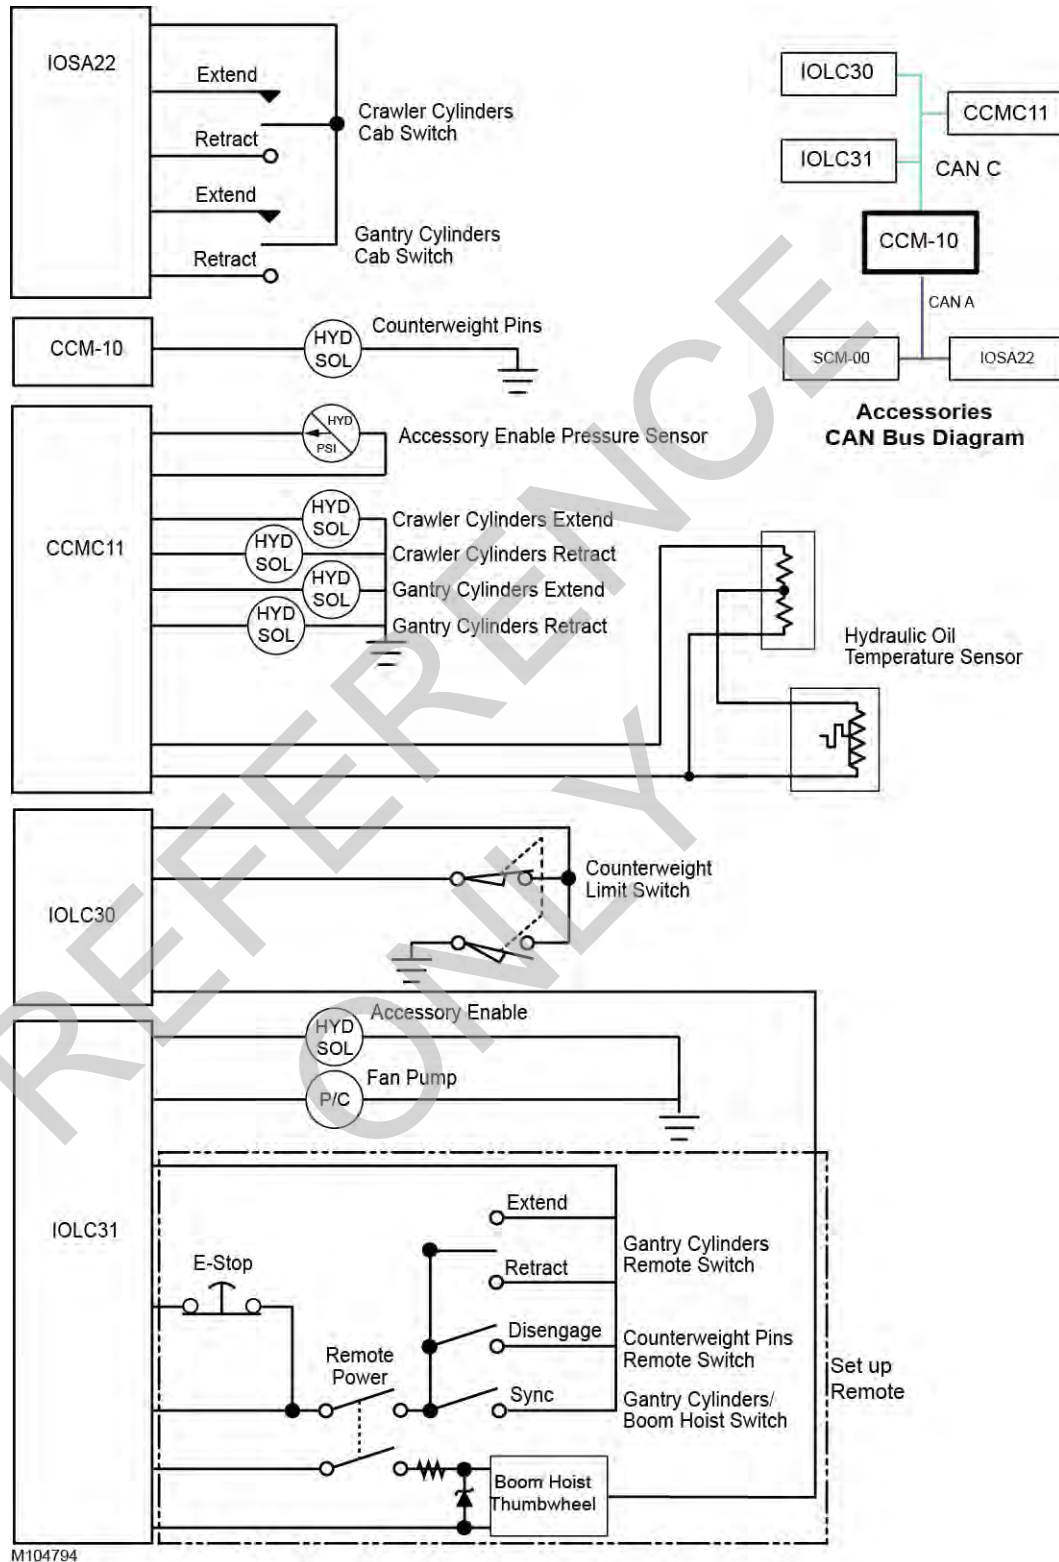 IOSA22
Extend
Retract
Crawler Cylinders
Cab Switch
Extend
Retract
Gantry Cylinders
Cab Switch
IOLC30
CCMC11
IOLC31
CAN C
CCM-10
CAN A
SCM-00
IOSA22
Accessories
CAN Bus Diagram
CCM-10
HYD
SOL
Counterweight Pins
CCMC11
HYD
PSI
Accessory Enable Pressure Sensor
HYD
SOL
Crawler Cylinders Extend
HYD
SOL
Crawler Cylinders Retract
HYD
SOL
Gantry Cylinders Extend
HYD
SOL
Gantry Cylinders Retract
Hydraulic Oil
Temperature Sensor
IOLC30
Counterweight
Limit Switch
IOLC31
HYD
SOL
Accessory Enable
P/C
Fan Pump
E-Stop
Remote
Power
Extend
Retract
Gantry Cylinders
Remote Switch
Disengage
Counterweight Pins
Remote Switch
Sync
Gantry Cylinders/
Boom Hoist Switch
Boom Hoist
Thumbwheel
Set up
Remote
M104794
REFERENCE
ONLY